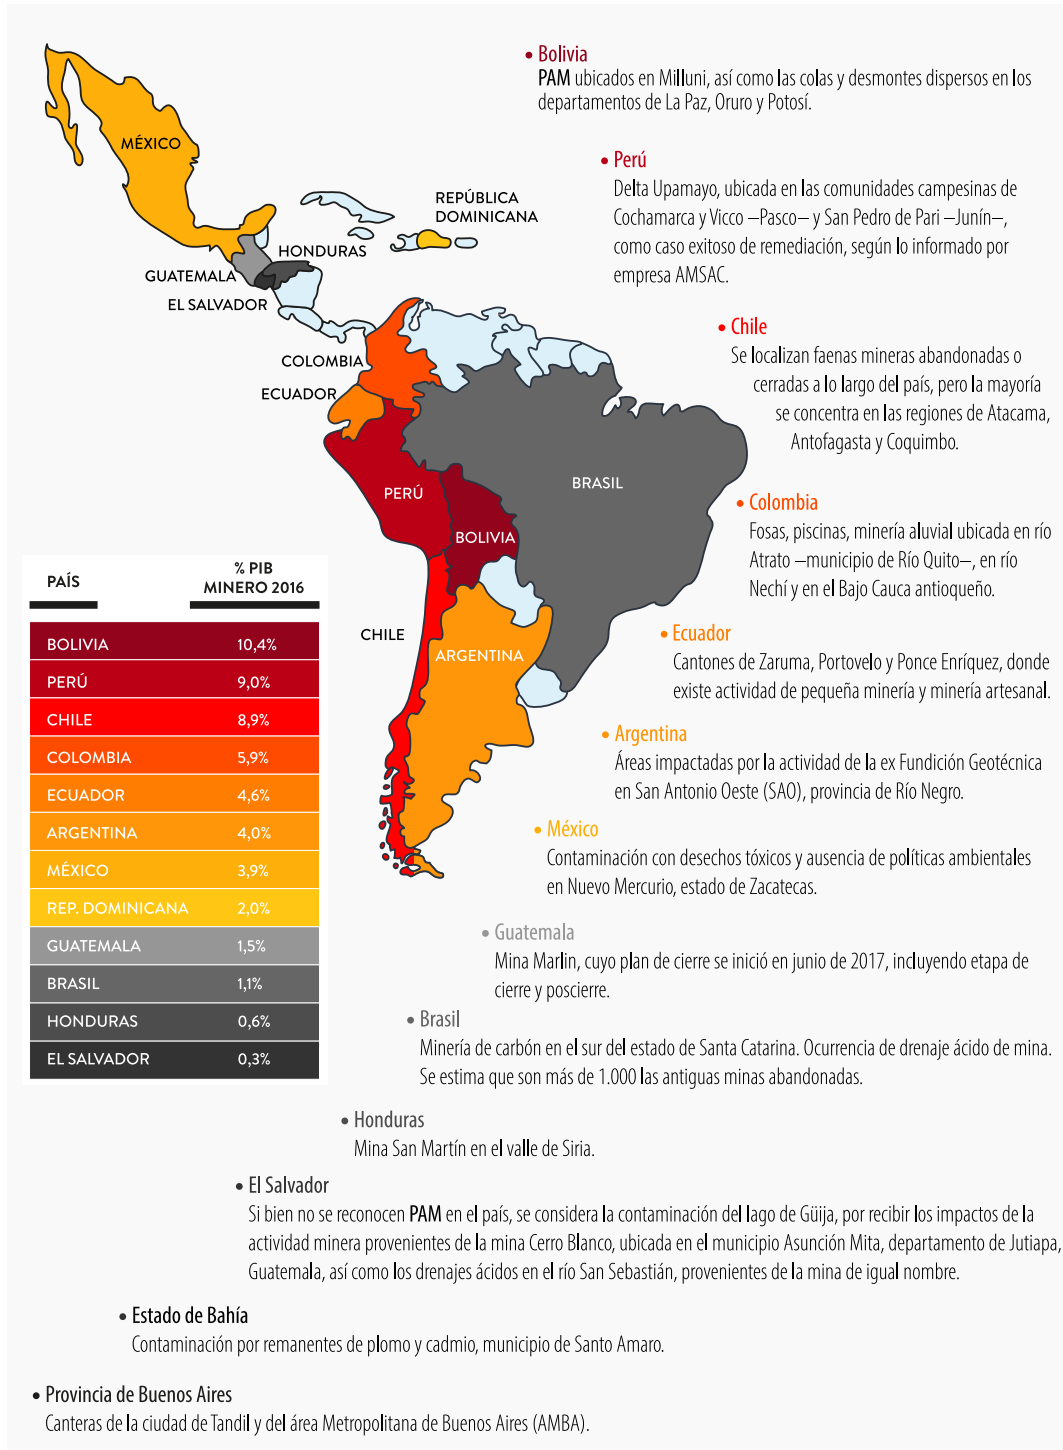 MÉXICO
REPÚBLICA
DOMINICANA
HONDURAS
GUATEMALA
EL SALVADOR
COLOMBIA
ECUADOR
PERÚ
BRASIL
BOLIVIA
CHILE
ARGENTINA
PAÍS
% PIB
MINERO 2016
BOLIVIA 10,4%
PERÚ 9,0%
CHILE 8,9%
COLOMBIA 5,9%
ECUADOR 4,6%
ARGENTINA 4,0%
MÉXICO 3,9%
REP. DOMINICANA 2,0%
GUATEMALA 1,5%
BRASIL 1,1%
HONDURAS 0,6%
EL SALVADOR 0,3%
• Bolivia
PAM ubicados en Milluni, así como las colas y desmontes dispersos en los
departamentos de La Paz, Oruro y Potosí.
• Perú
Delta Upamayo, ubicada en las comunidades campesinas de
Cochamarca y Vicco –Pasco– y San Pedro de Pari –Junín–,
como caso exitoso de remediación, según lo informado por
empresa AMSAC.
• Chile
Se localizan faenas mineras abandonadas o
cerradas a lo largo del país, pero la mayoría
se concentra en las regiones de Atacama,
Antofagasta y Coquimbo.
• Colombia
Fosas, piscinas, minería aluvial ubicada en río
Atrato –municipio de Río Quito–, en río
Nechí y en el Bajo Cauca antioqueño.
• Ecuador
Cantones de Zaruma, Portovelo y Ponce Enríquez, donde
existe actividad de pequeña minería y minería artesanal.
• Argentina
Áreas impactadas por la actividad de la ex Fundición Geotécnica
en San Antonio Oeste (SAO), provincia de Río Negro.
• México
Contaminación con desechos tóxicos y ausencia de políticas ambientales
en Nuevo Mercurio, estado de Zacatecas.
• Guatemala
Mina Marlin, cuyo plan de cierre se inició en junio de 2017, incluyendo etapa de
cierre y poscierre.
• Brasil
Minería de carbón en el sur del estado de Santa Catarina. Ocurrencia de drenaje ácido de mina.
Se estima que son más de 1.000 las antiguas minas abandonadas.
• Honduras
Mina San Martín en el valle de Siria.
• El Salvador
Si bien no se reconocen PAM en el país, se considera la contaminación del lago de Güija, por recibir los impactos de la
actividad minera provenientes de la mina Cerro Blanco, ubicada en el municipio Asunción Mita, departamento de Jutiapa,
Guatemala, así como los drenajes ácidos en el río San Sebastián, provenientes de la mina de igual nombre.
• Estado de Bahía
Contaminación por remanentes de plomo y cadmio, municipio de Santo Amaro.
• Provincia de Buenos Aires
Canteras de la ciudad de Tandil y del área Metropolitana de Buenos Aires (AMBA).